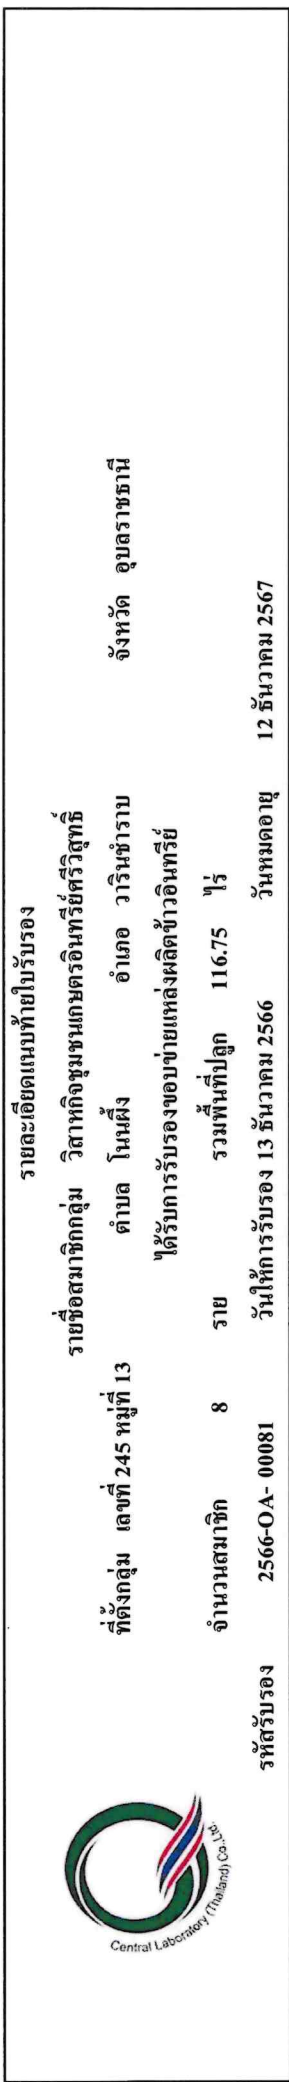 รายละเอียดแนบท้ายใบรับรอง
รายชื่อสมาชิกกลุ่ม วิสาหกิจชุมชนเกษตรอินทรีย์ศรีวิสุทธิ์
ที่ตั้งกลุ่ม เลขที่ 245 หมู่ที่ 13 ตำบล โนนผึ้ง อำเภอ วารินชำราบ จังหวัด อุบลราชธานี
ได้รับการรับรองขอบข่ายแหล่งผลิตข้าวอินทรีย์
จำนวนสมาชิก 8 ราย รวมพื้นที่ปลูก 116.75 ไร่
รหัสรับรอง 2566-OA- 00081 วันให้การรับรอง 13 ธันวาคม 2566 วันหมดอายุ 12 ธันวาคม 2567
Central Laboratory (Thailand) Co.,Ltd.